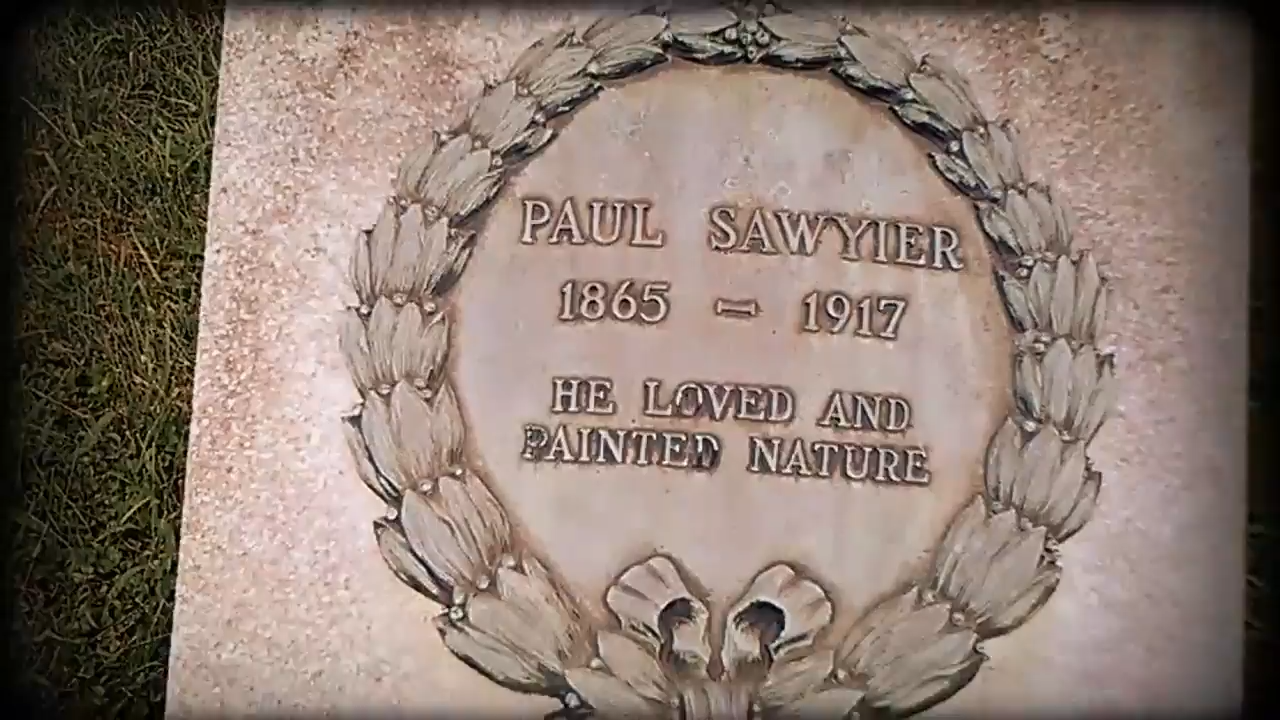 PAUL SAWYIER
1865 – 1917
HE LOVED AND
PAINTED NATURE